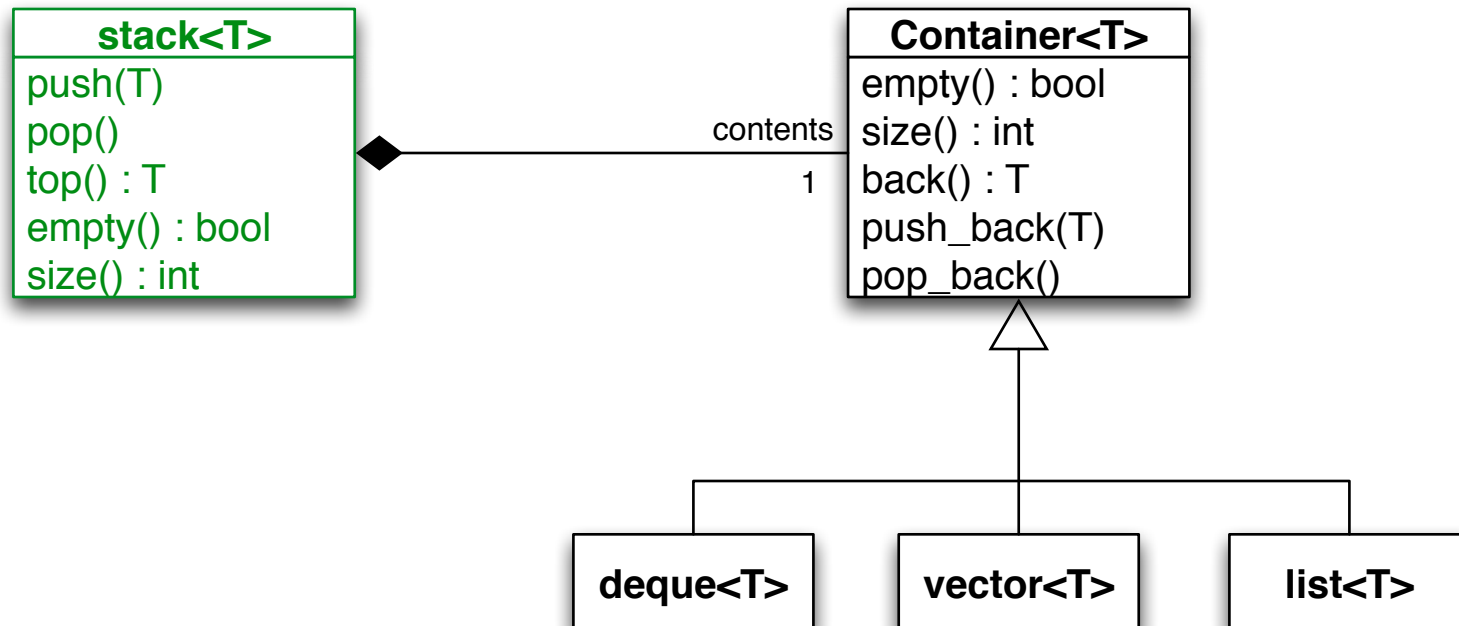 stack<T>
push(T)
pop()
top() : T
empty() : bool
size() : int
contents
1
Container<T>
empty() : bool
size() : int
back() : T
push_back(T)
pop_back()
deque<T>
vector<T>
list<T>